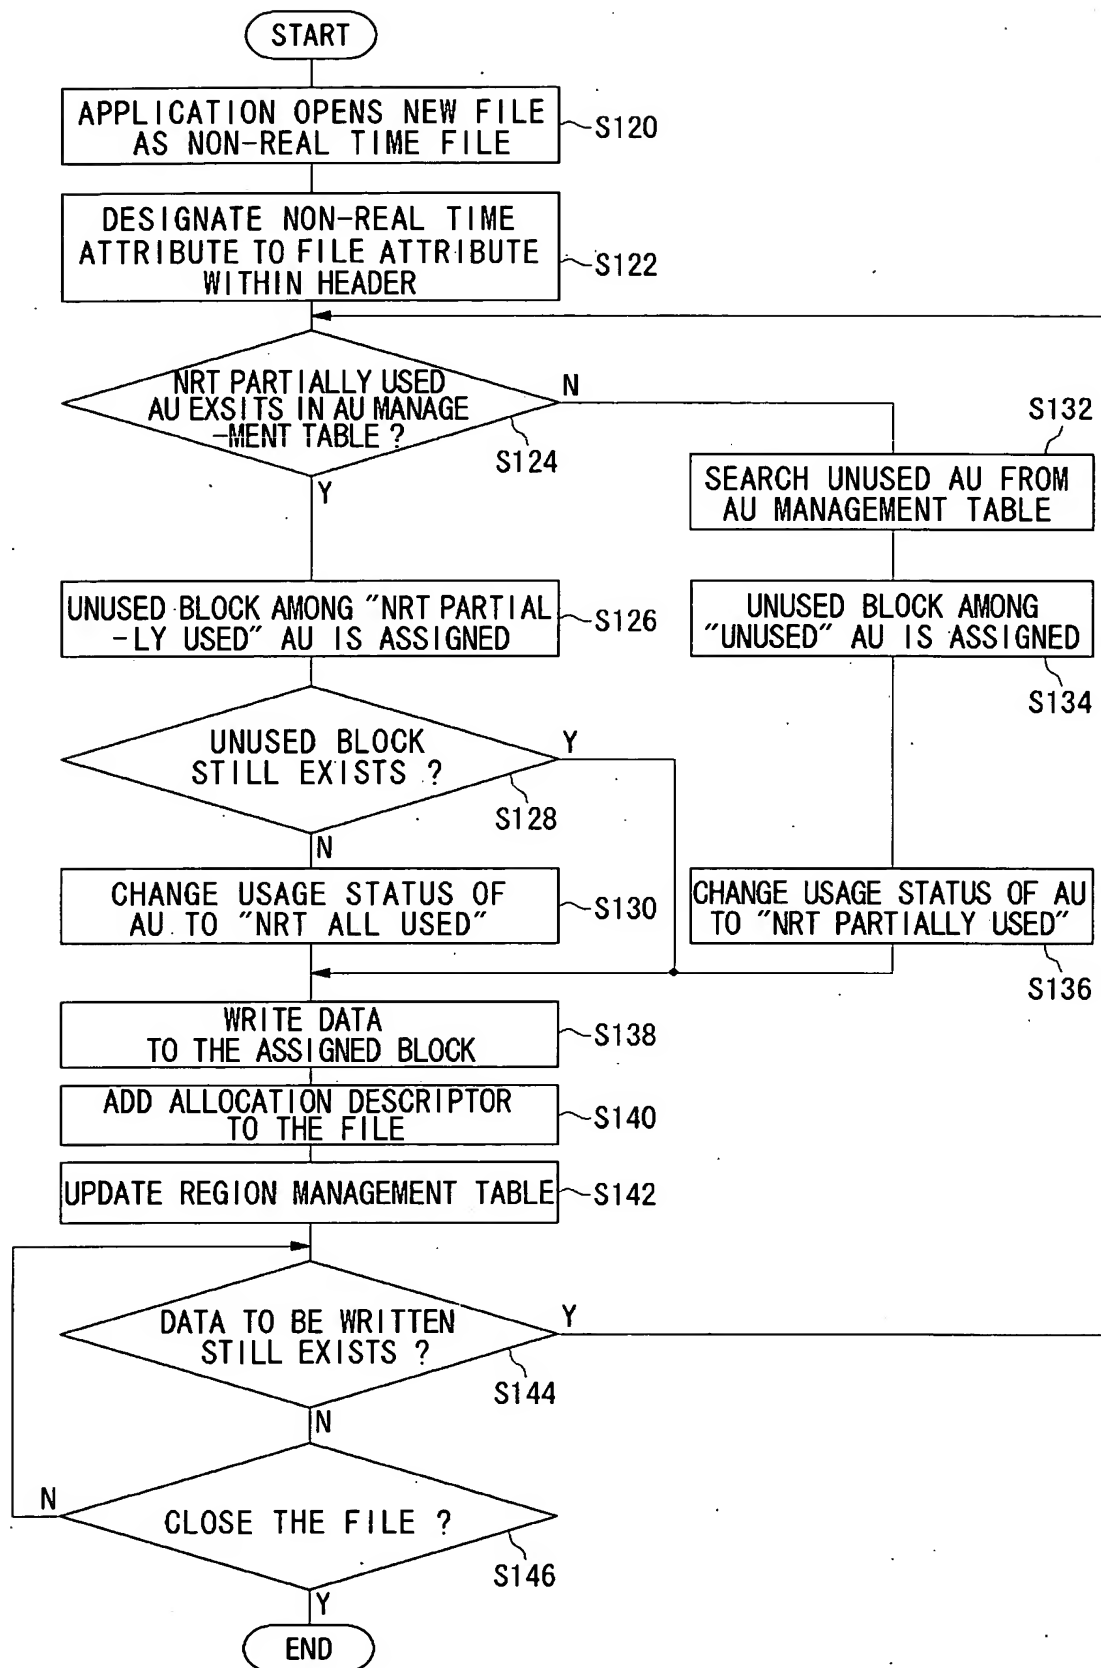 START
APPLICATION OPENS NEW FILE
AS NON-REAL TIME FILE
S120
DESIGNATE NON-REAL TIME
ATTRIBUTE TO FILE ATTRIBUTE
WITHIN HEADER
S122
NRT PARTIALLY USED
AU EXSITS IN AU MANAGE
-MENT TABLE ?
S124
N
Y
S132
SEARCH UNUSED AU FROM
AU MANAGEMENT TABLE
UNUSED BLOCK AMONG "NRT PARTIAL
-LY USED" AU IS ASSIGNED
S126
UNUSED BLOCK AMONG
"UNUSED" AU IS ASSIGNED
S134
UNUSED BLOCK
STILL EXISTS ?
S128
Y
N
CHANGE USAGE STATUS OF
AU TO "NRT ALL USED"
S130
CHANGE USAGE STATUS OF AU
TO "NRT PARTIALLY USED"
S136
WRITE DATA
TO THE ASSIGNED BLOCK
S138
ADD ALLOCATION DESCRIPTOR
TO THE FILE
S140
UPDATE REGION MANAGEMENT TABLE
S142
DATA TO BE WRITTEN
STILL EXISTS ?
S144
Y
N
CLOSE THE FILE ?
S146
N
Y
END